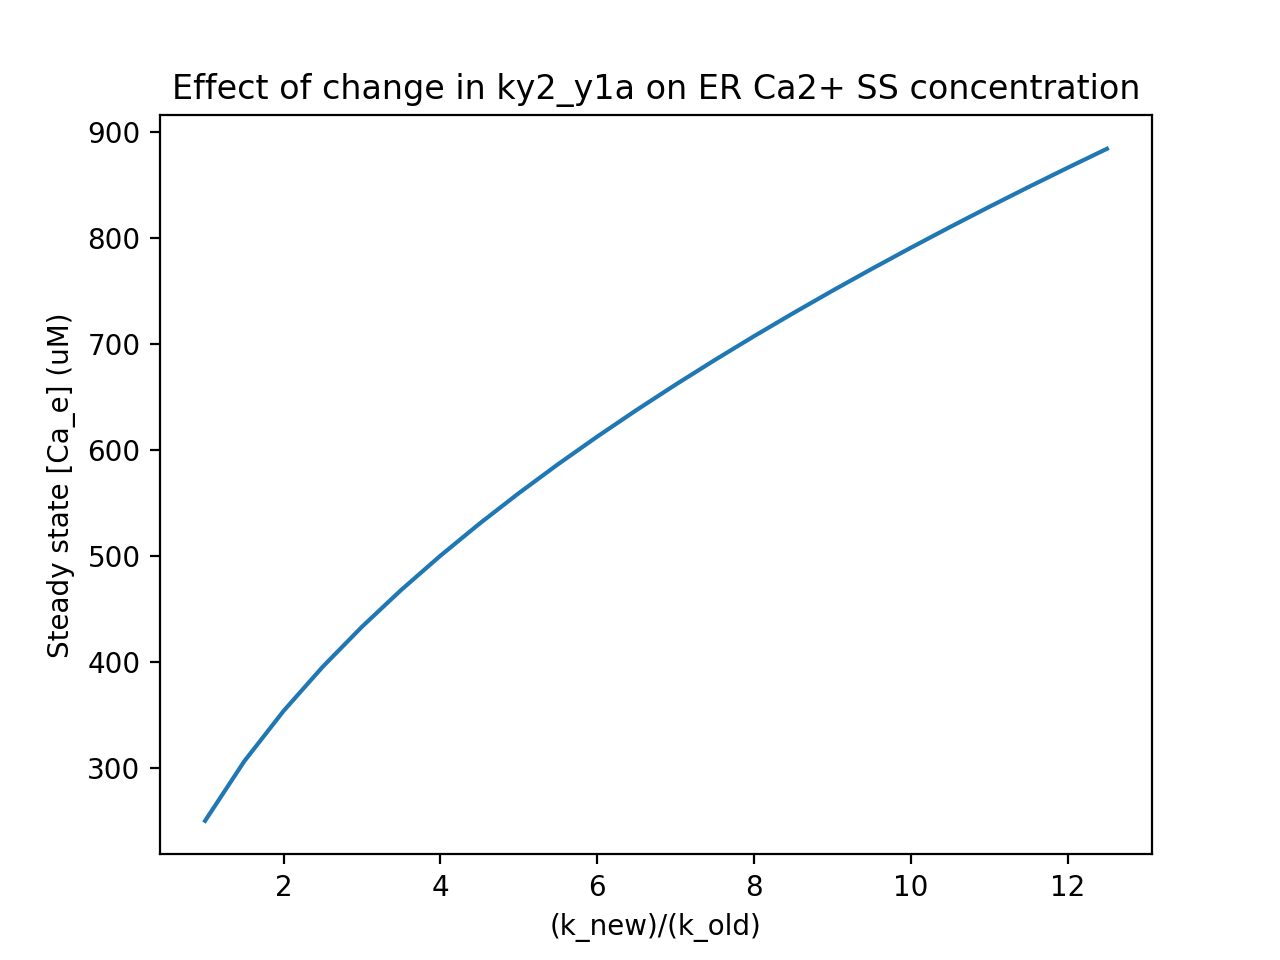 Effect of change in ky2_y1a on ER Ca2+ SS concentration
Steady state [Ca_e] (uM)
900
800
700
600
500
400
300
2 4 6 8 10 12
(k_new)/(k_old)